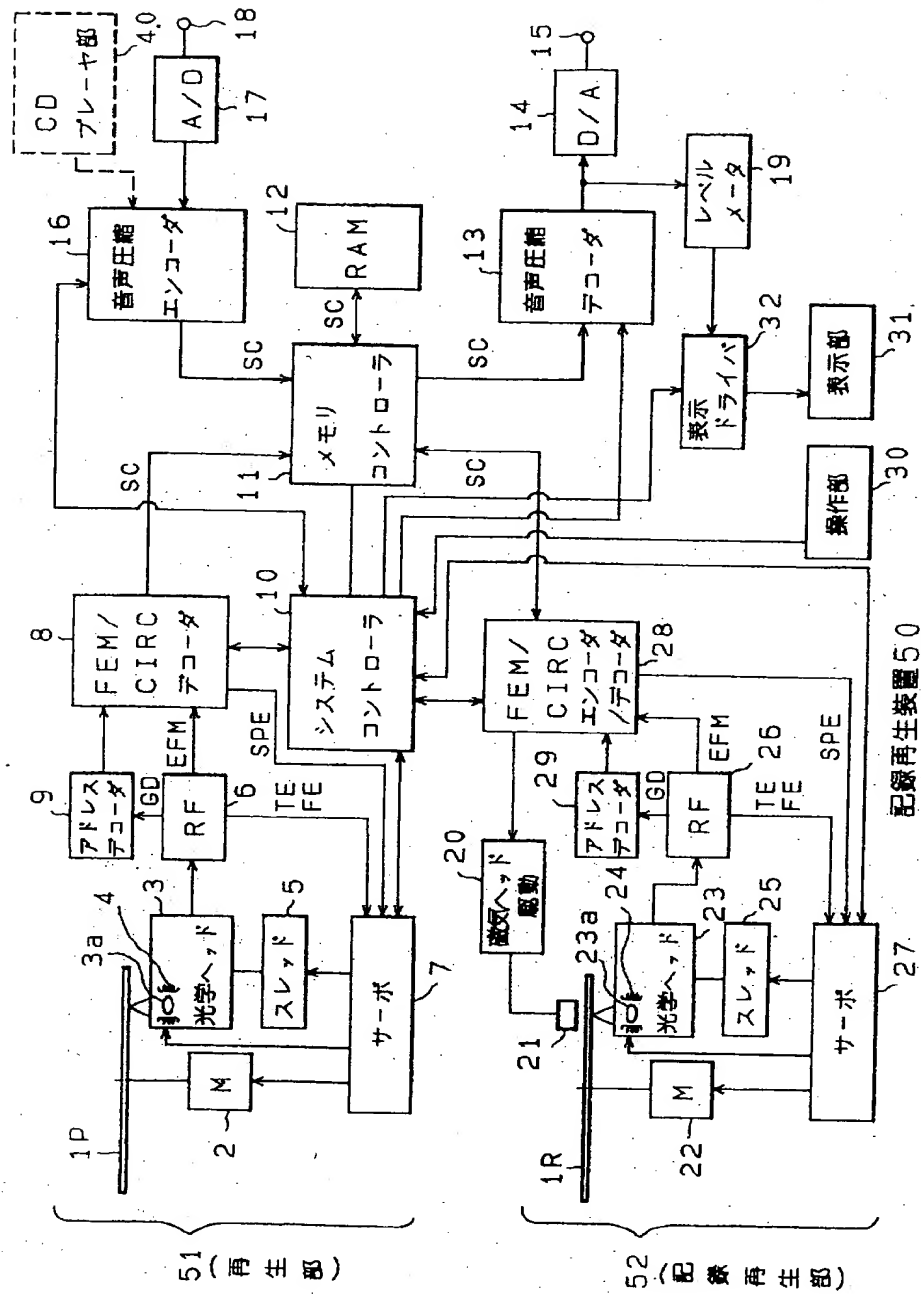 CD
プレーヤ部
40
18
A/D
17
16
音声圧縮
エンコーダ
SC
12
RAM
SC
メモリ
コントローラ
11
SC
SC
SC
15
14
D/A
13
音声圧縮
デコーダ
レベル
メータ
19
32
表示
ドライバ
表示部
31
操作部
30
8
FEM/
CIRC
デコーダ
10
システム
コントローラ
FEM/
CIRC
エンコーダ
/デコーダ
28
9
アドレス
デコーダ
GD
EFM
SPE
RF
6
TE
FE
4
3
3a
光学ヘッド
5
スレッド
サーボ
7
M
2
1P
51(再生部)
20
磁気ヘッド
駆動
21
29
アドレス
デコーダ
GD
EFM
RF
26
TE
FE
SPE
24
23a
光学ヘッド
23
スレッド
25
サーボ
27
M
22
1R
52(記録再生部)
記録再生装置50